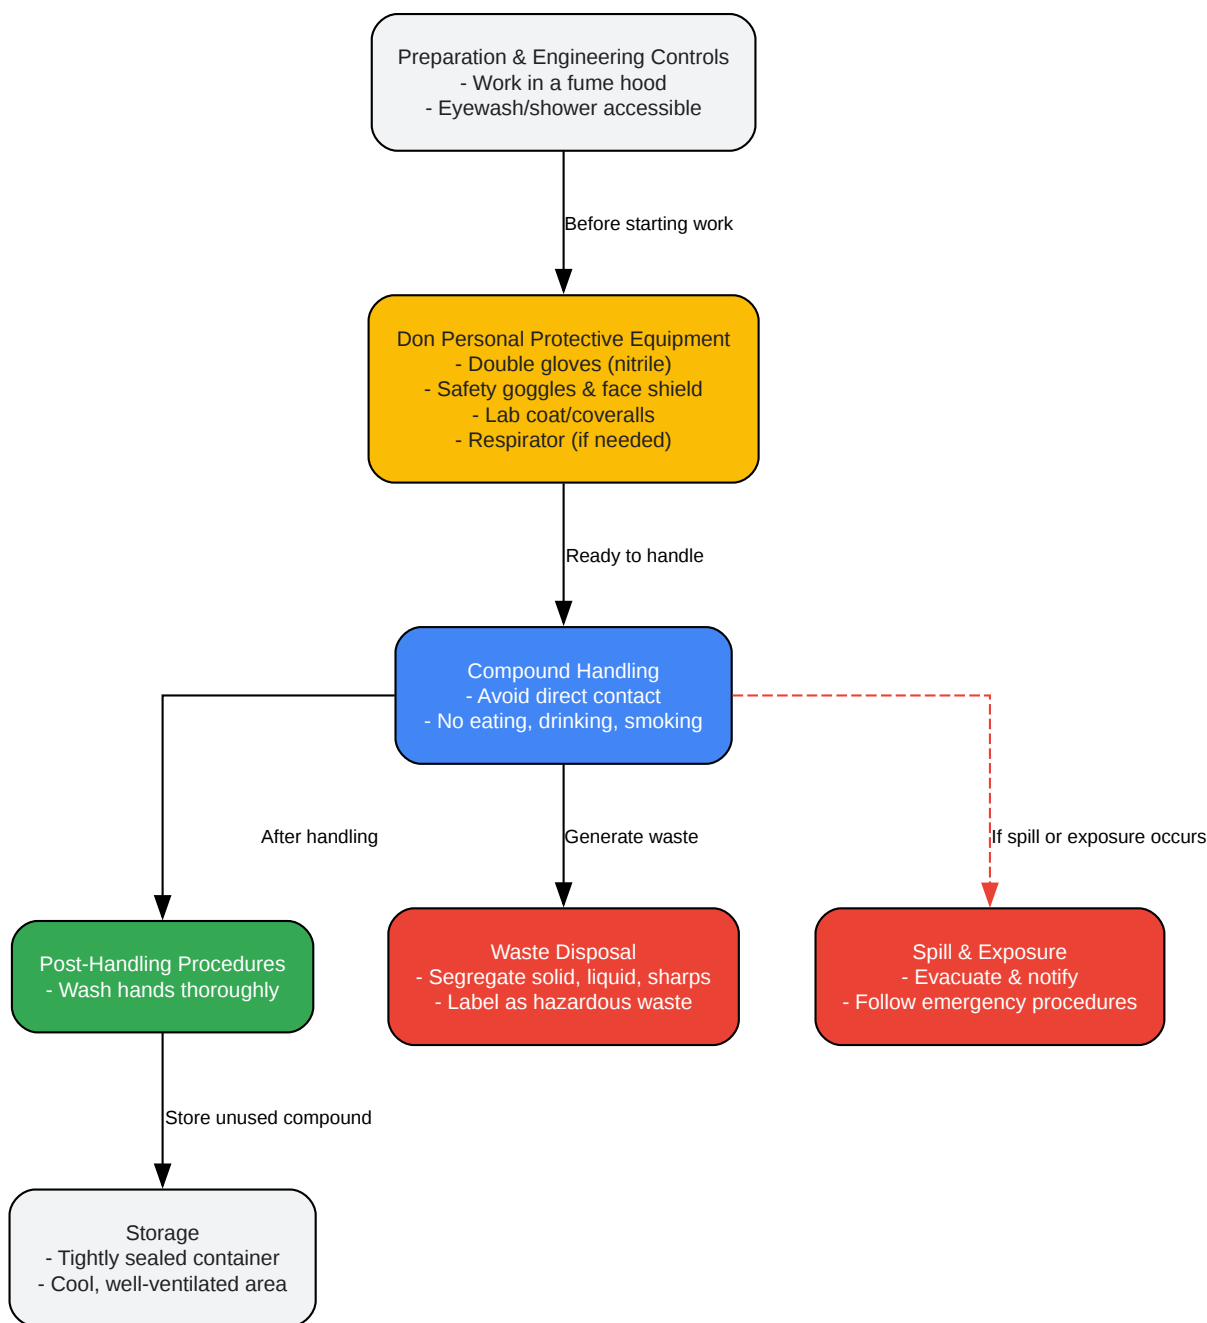 Preparation & Engineering Controls
- Work in a fume hood
- Eyewash/shower accessible
Before starting work
Don Personal Protective Equipment
- Double gloves (nitrile)
- Safety goggles & face shield
- Lab coat/coveralls
- Respirator (if needed)
Ready to handle
Compound Handling
- Avoid direct contact
- No eating, drinking, smoking
After handling
Generate waste
If spill or exposure occurs
Post-Handling Procedures
- Wash hands thoroughly
Waste Disposal
- Segregate solid, liquid, sharps
- Label as hazardous waste
Spill & Exposure
- Evacuate & notify
- Follow emergency procedures
Store unused compound
Storage
- Tightly sealed container
- Cool, well-ventilated area